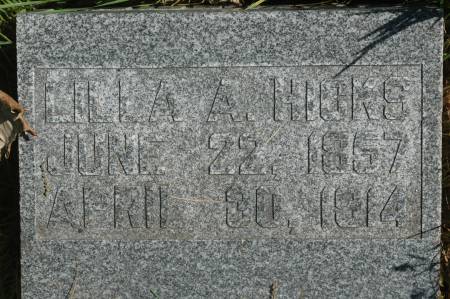 LILLA A. HICKS
JUNE 22, 1857
APRIL 30, 1914